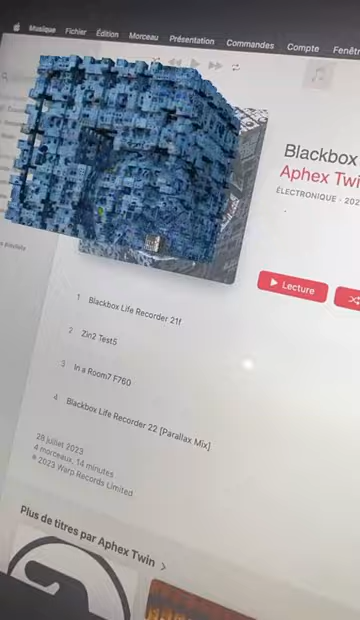 Musique Fichier Édition Morceau Présentation Commandes Compte Fenêtr
Blackbox
Aphex Twi
ÉLECTRONIQUE · 202
Lecture
1 Blackbox Life Recorder 21f
2 Zin2 Test5
3 In a Room7 F760
4 Blackbox Life Recorder 22 [Parallax Mix]
28 juillet 2023
4 morceaux, 14 minutes
℗ 2023 Warp Records Limited
Plus de titres par Aphex Twin >